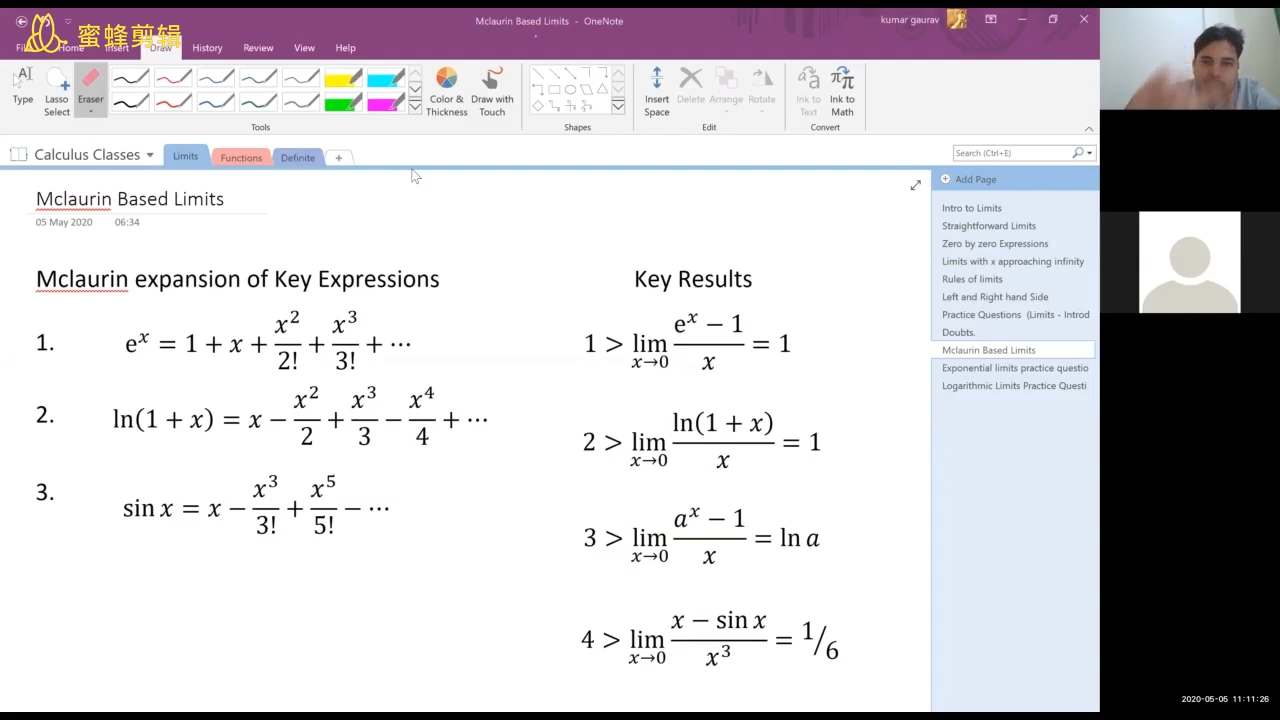 Mclaurin Based Limits - OneNote
kumar gaurav
蜜蜂剪辑
Home Insert Draw History Review View Help
Type
Lasso Select
Eraser
Color & Thickness
Draw with Touch
Insert Space
Delete
Arrange
Rotate
Ink to Text
Ink to Math
Tools
Shapes
Edit
Convert
Calculus Classes
Limits
Functions
Definite
+
Search (Ctrl+E)
Mclaurin Based Limits
05 May 2020 06:34
Mclaurin expansion of Key Expressions
1. e^x = 1 + x + x^2/2! + x^3/3! + ⋯
2. ln(1 + x) = x − x^2/2 + x^3/3 − x^4/4 + ⋯
3. sin x = x − x^3/3! + x^5/5! − ⋯
Key Results
1 > lim x→0 (e^x − 1)/x = 1
2 > lim x→0 ln(1 + x)/x = 1
3 > lim x→0 (a^x − 1)/x = ln a
4 > lim x→0 (x − sin x)/x^3 = 1/6
Add Page
Intro to Limits
Straightforward Limits
Zero by zero Expressions
Limits with x approaching infinity
Rules of limits
Left and Right hand Side
Practice Questions (Limits - Introd
Doubts.
Mclaurin Based Limits
Exponential limits practice questio
Logarithmic Limits Practice Questi
2020-05-05 11:11:26